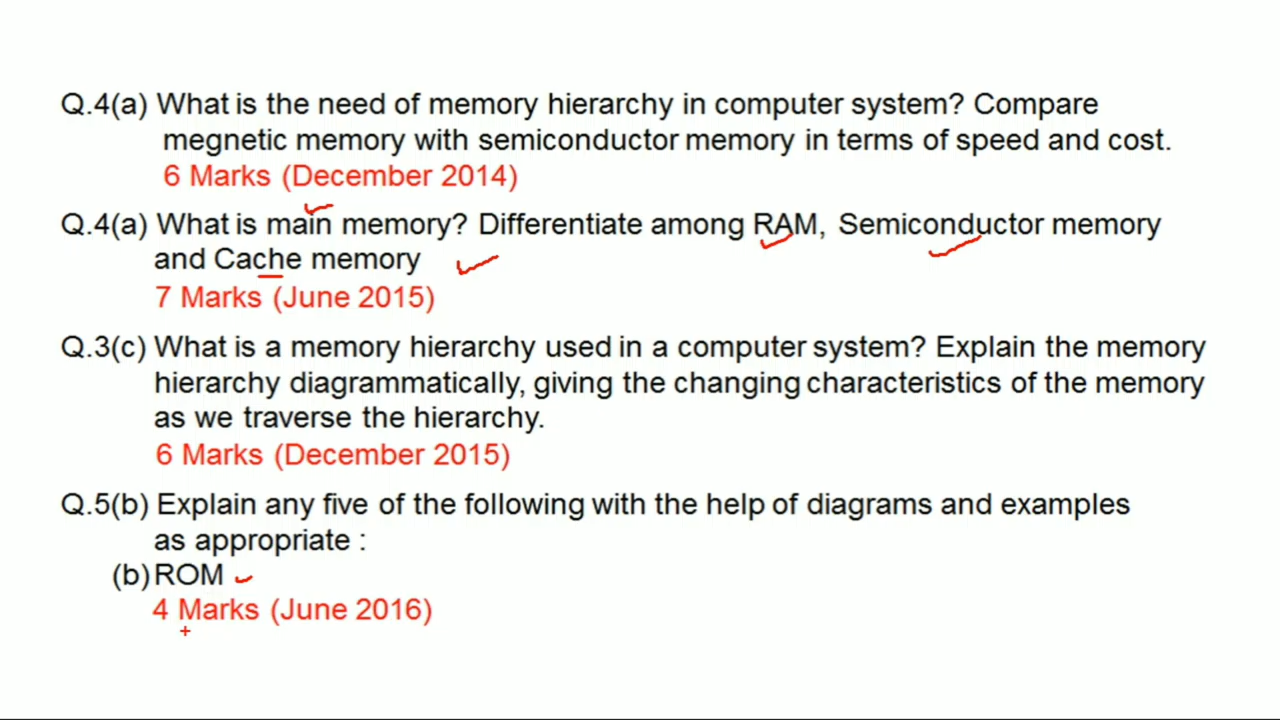 Q.4(a) What is the need of memory hierarchy in computer system? Compare
megnetic memory with semiconductor memory in terms of speed and cost.
6 Marks (December 2014)
Q.4(a) What is main memory? Differentiate among RAM, Semiconductor memory
and Cache memory
7 Marks (June 2015)
Q.3(c) What is a memory hierarchy used in a computer system? Explain the memory
hierarchy diagrammatically, giving the changing characteristics of the memory
as we traverse the hierarchy.
6 Marks (December 2015)
Q.5(b) Explain any five of the following with the help of diagrams and examples
as appropriate :
(b) ROM
4 Marks (June 2016)